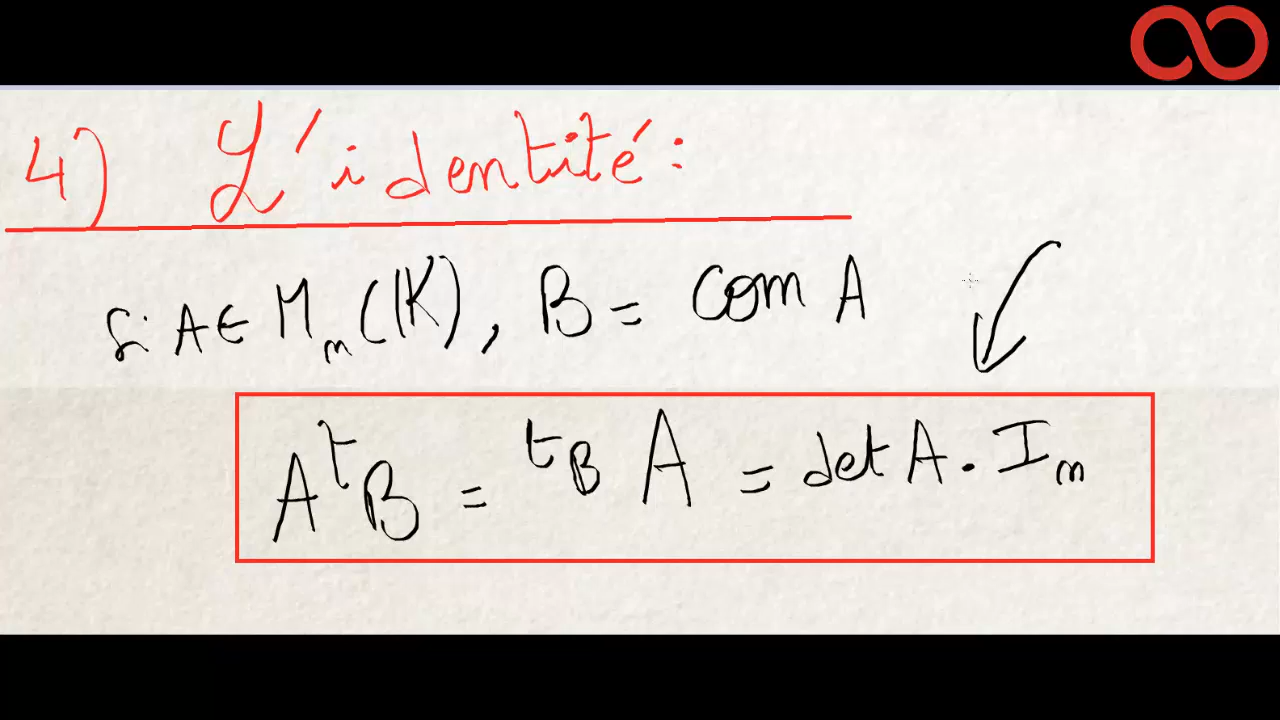 4) L'identité:
Si A ∈ Mₙ(K), B = com A
A ᵗB = ᵗB A = det A . Iₙ